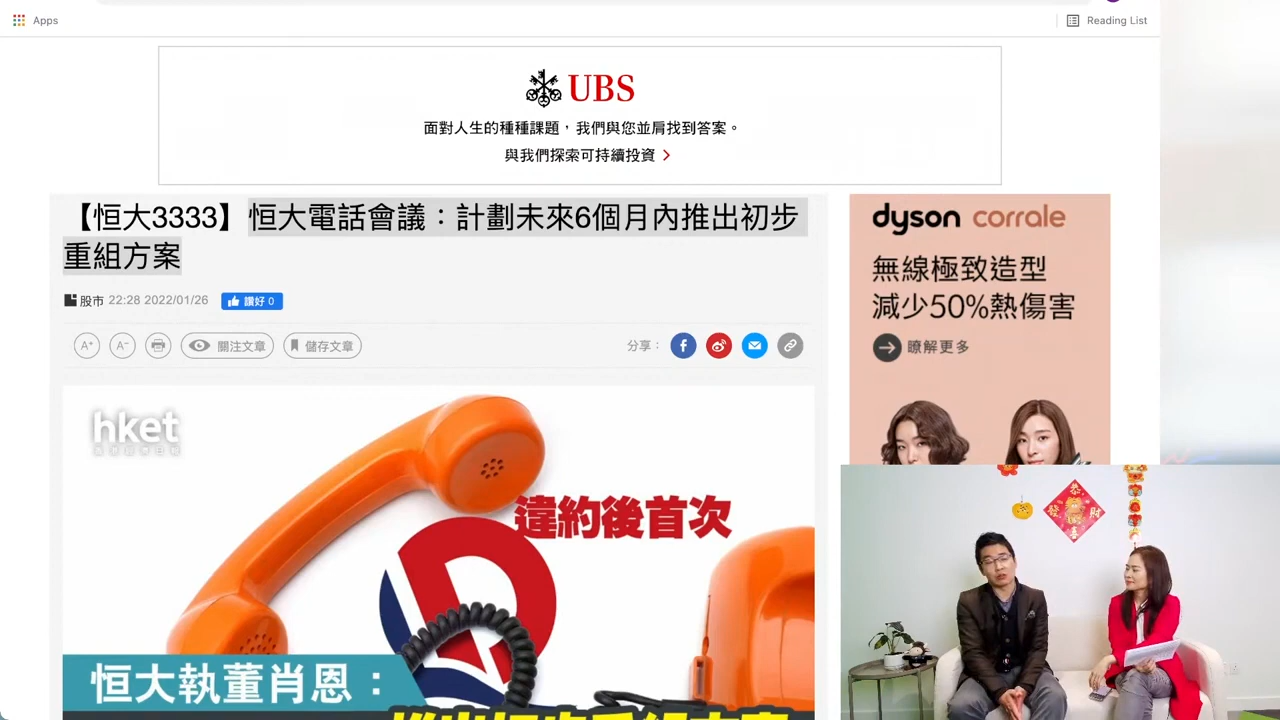 Apps
Reading List
UBS
面對人生的種種課題，我們與您並肩找到答案。
與我們探索可持續投資
【恒大3333】恒大電話會議：計劃未來6個月內推出初步
重組方案
股市 22:28 2022/01/26 讚好 0
A+ A- 關注文章 儲存文章 分享：
dyson corrale
無線極致造型
減少50%熱傷害
瞭解更多
hket
違約後首次
恒大執董肖恩：
恭
發 財
喜